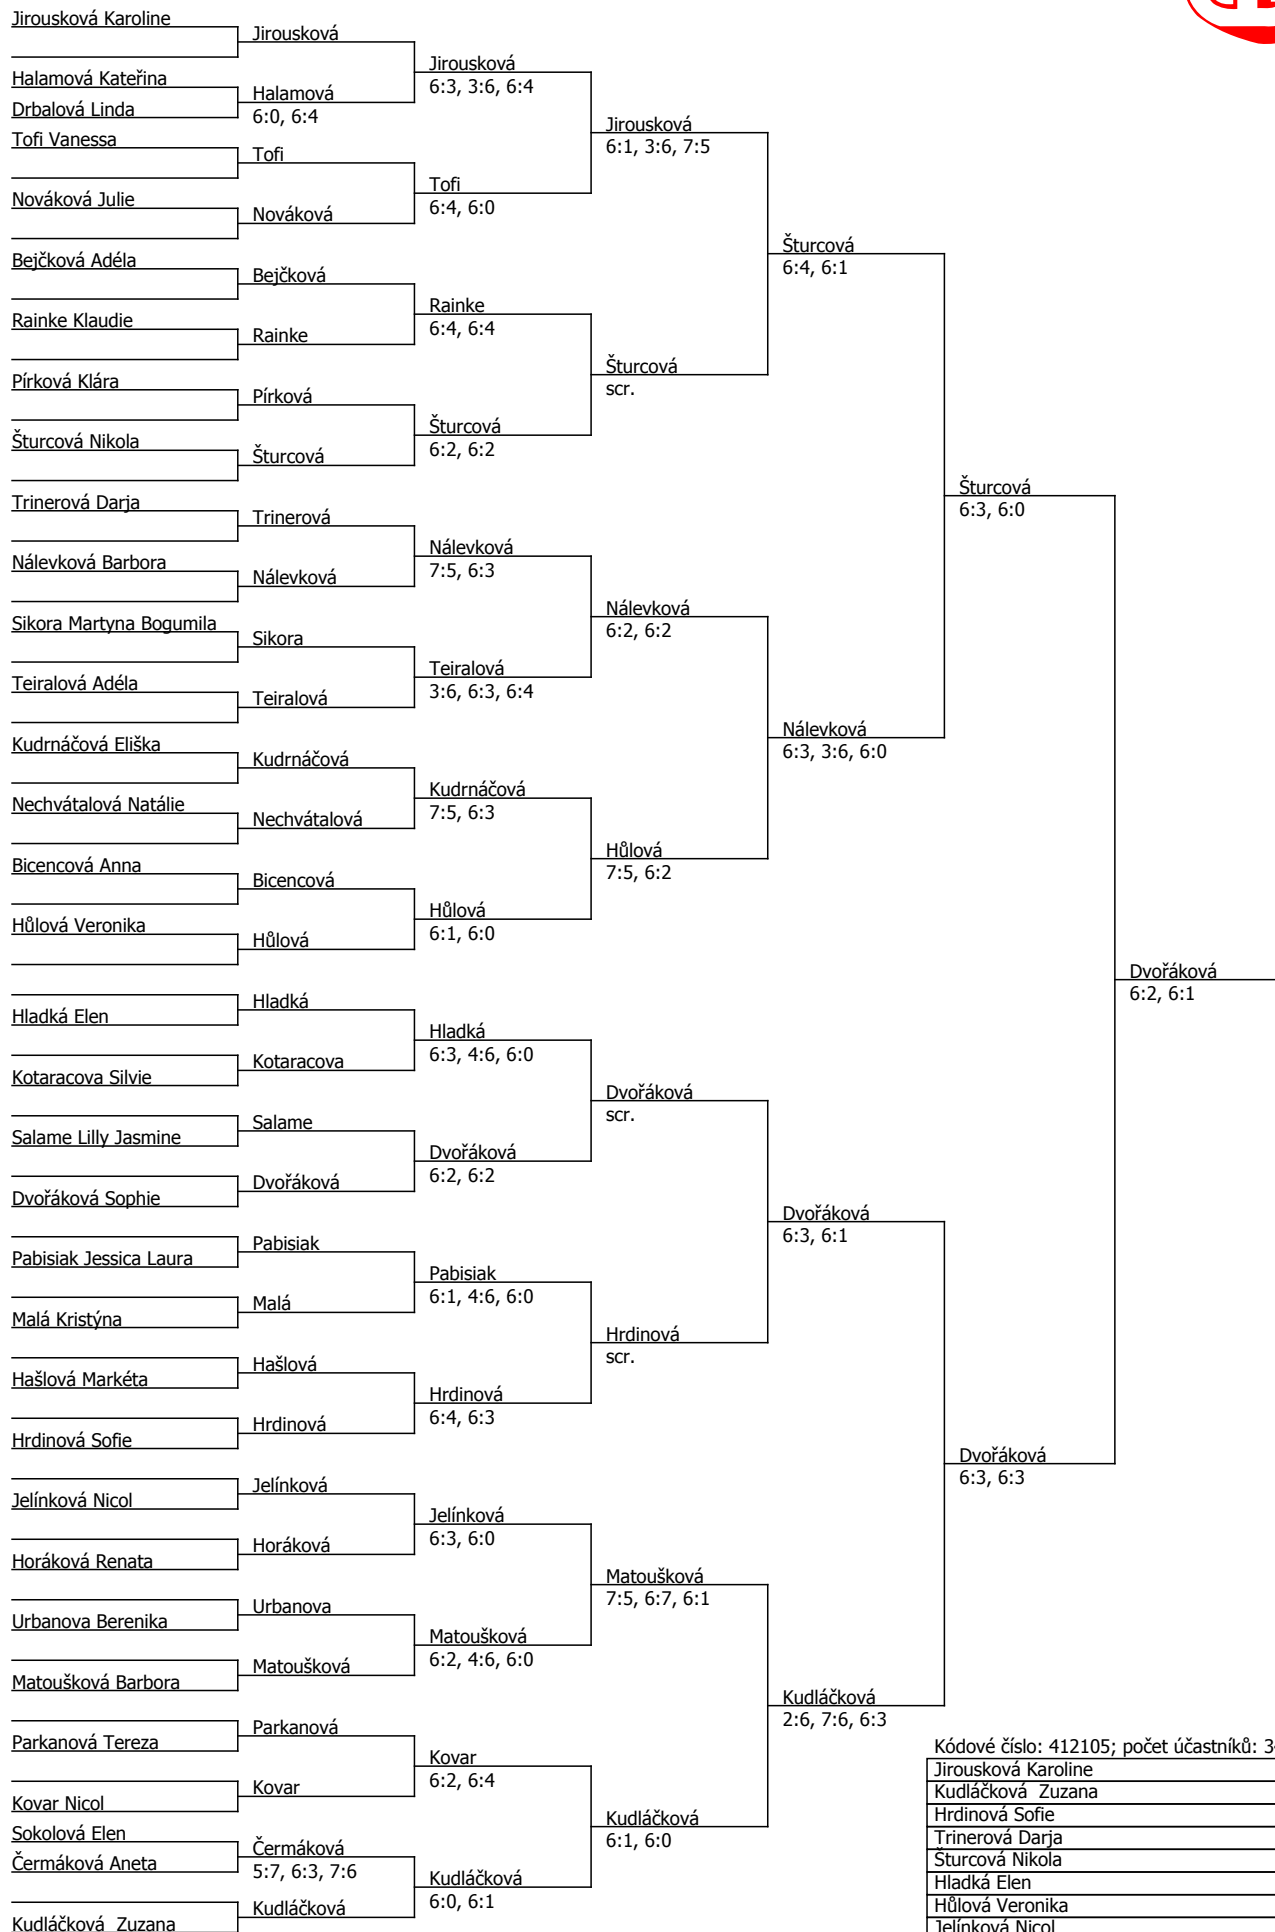 Jirousková Karoline
Halamová Kateřina
Drbalová Linda
Tofi Vanessa
Nováková Julie
Bejčková Adéla
Rainke Klaudie
Pírková Klára
Šturcová Nikola
Trinerová Darja
Nálevková Barbora
Sikora Martyna Bogumila
Teiralová Adéla
Kudrnáčová Eliška
Nechvátalová Natálie
Bicencová Anna
Hůlová Veronika
Hladká Elen
Kotaracova Silvie
Salame Lilly Jasmine
Dvořáková Sophie
Pabisiak Jessica Laura
Malá Kristýna
Hašlová Markéta
Hrdinová Sofie
Jelínková Nicol
Horáková Renata
Urbanova Berenika
Matoušková Barbora
Parkanová Tereza
Kovar Nicol
Sokolová Elen
Čermáková Aneta
Kudláčková  Zuzana
Jirousková
Halamová
6:0, 6:4
Tofi
Nováková
Bejčková
Rainke
Pírková
Šturcová
Trinerová
Nálevková
Sikora
Teiralová
Kudrnáčová
Nechvátalová
Bicencová
Hůlová
Hladká
Kotaracova
Salame
Dvořáková
Pabisiak
Malá
Hašlová
Hrdinová
Jelínková
Horáková
Urbanova
Matoušková
Parkanová
Kovar
Čermáková
5:7, 6:3, 7:6
Kudláčková
Jirousková
6:3, 3:6, 6:4
Tofi
6:4, 6:0
Rainke
6:4, 6:4
Šturcová
6:2, 6:2
Nálevková
7:5, 6:3
Teiralová
3:6, 6:3, 6:4
Kudrnáčová
7:5, 6:3
Hůlová
6:1, 6:0
Hladká
6:3, 4:6, 6:0
Dvořáková
6:2, 6:2
Pabisiak
6:1, 4:6, 6:0
Hrdinová
6:4, 6:3
Jelínková
6:3, 6:0
Matoušková
6:2, 4:6, 6:0
Kovar
6:2, 6:4
Kudláčková
6:0, 6:1
Jirousková
6:1, 3:6, 7:5
Šturcová
scr.
Nálevková
6:2, 6:2
Hůlová
7:5, 6:2
Dvořáková
scr.
Hrdinová
scr.
Matoušková
7:5, 6:7, 6:1
Kudláčková
6:1, 6:0
Šturcová
6:4, 6:1
Nálevková
6:3, 3:6, 6:0
Dvořáková
6:3, 6:1
Kudláčková
2:6, 7:6, 6:3
Šturcová
6:3, 6:0
Dvořáková
6:3, 6:3
Dvořáková
6:2, 6:1
Kódové číslo: 412105; počet účastníků:
Jirousková Karoline
Kudláčková  Zuzana
Hrdinová Sofie
Trinerová Darja
Šturcová Nikola
Hladká Elen
Hůlová Veronika
Jelínková Nicol